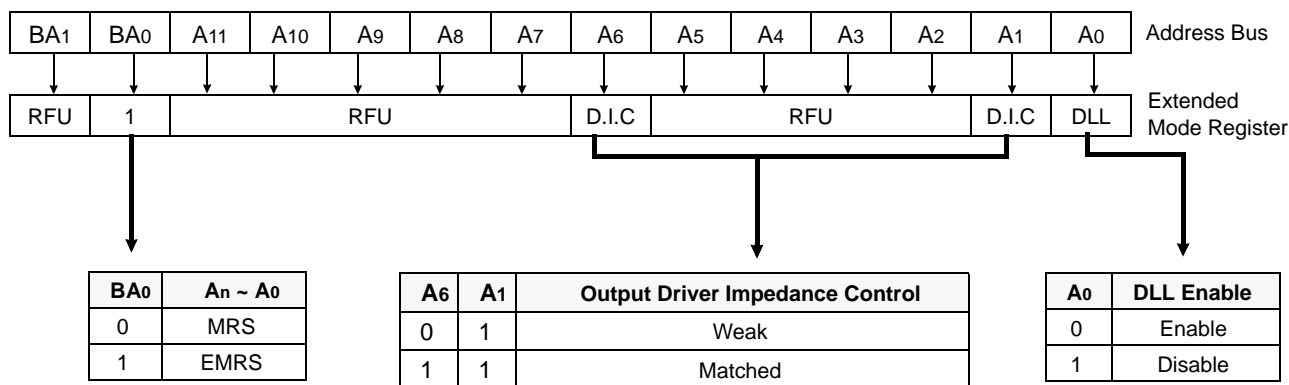 BA1 BA0 A11 A10 A9 A8 A7 A6 A5 A4 A3 A2 A1 A0 Address Bus
RFU 1 RFU D.I.C RFU D.I.C DLL Extended
Mode Register
BA0 An ~ A0
0 MRS
1 EMRS
A6 A1 Output Driver Impedance Control
0 1 Weak
1 1 Matched
A0 DLL Enable
0 Enable
1 Disable